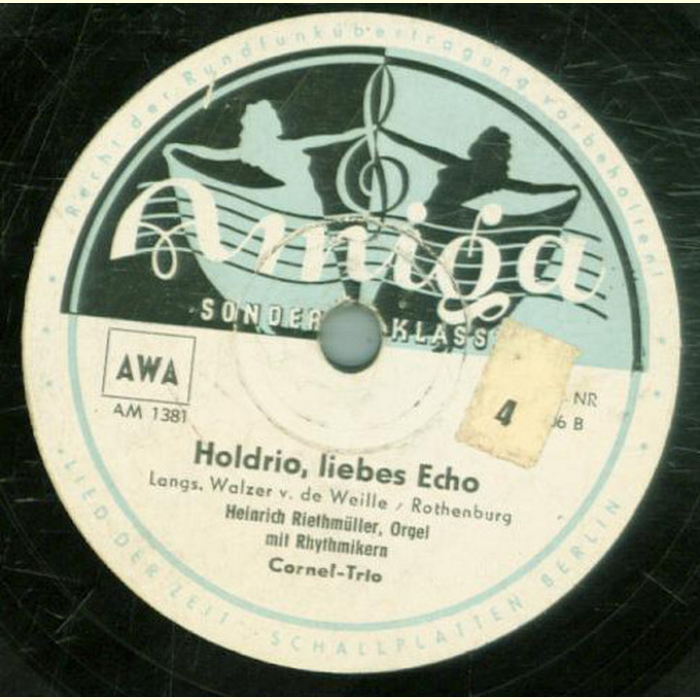 Recht der Rundfunkübertragung vorbehalten!
Amiga
SONDER KLASS
AWA
AM 1381
NR
6 B
4
Holdrio, liebes Echo
Langs. Walzer v. de Weille / Rothenburg
Heinrich Riethmüller, Orgel
mit Rhythmikern
Cornel-Trio
LIED DER ZEIT · SCHALLPLATTEN BERLIN